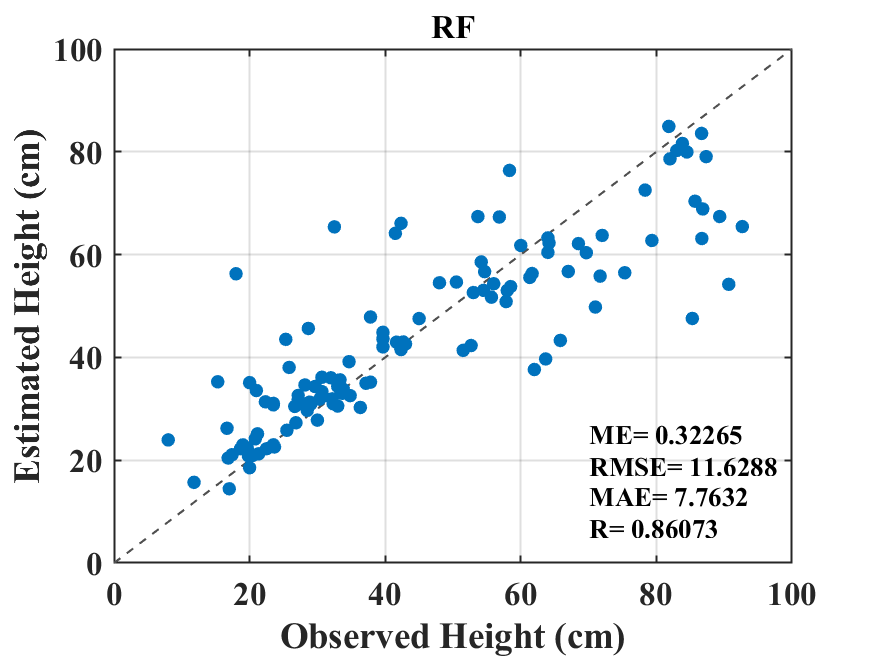 RF
100
80
60
40
20
0
Estimated Height (cm)
ME= 0.32265
RMSE= 11.6288
MAE= 7.7632
R= 0.86073
0 20 40 60 80 100
Observed Height (cm)